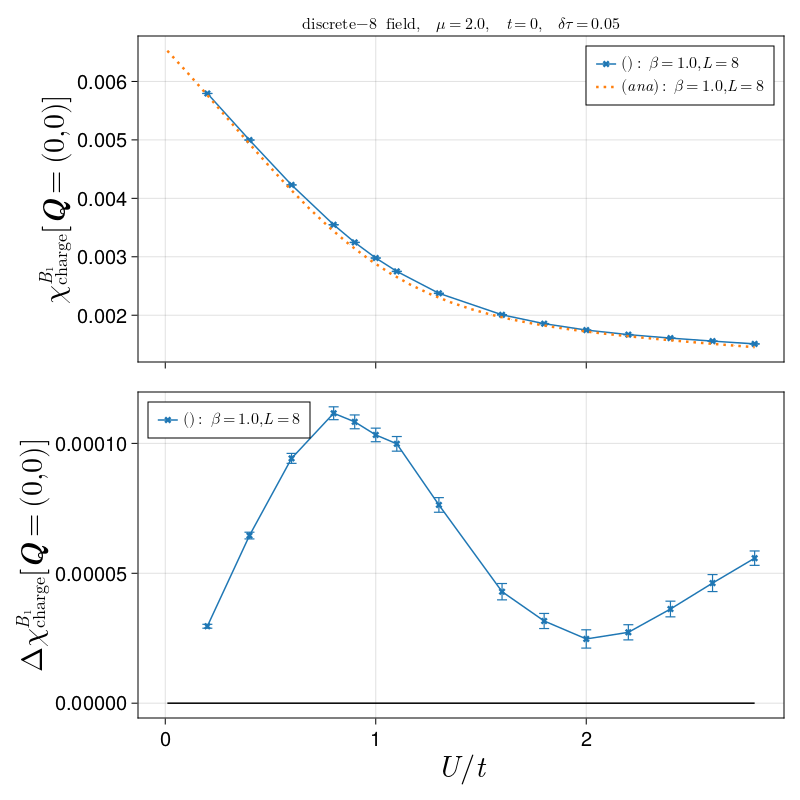 discrete−8 field, μ = 2.0, t = 0, δτ = 0.05
χ^{B_1}_{charge}[Q = (0,0)]
0.006
0.005
0.004
0.003
0.002
() : β = 1.0,L = 8
(ana) : β = 1.0,L = 8
Δχ^{B_1}_{charge}[Q = (0,0)]
0.00010
0.00005
0.00000
() : β = 1.0,L = 8
0 1 2
U/t